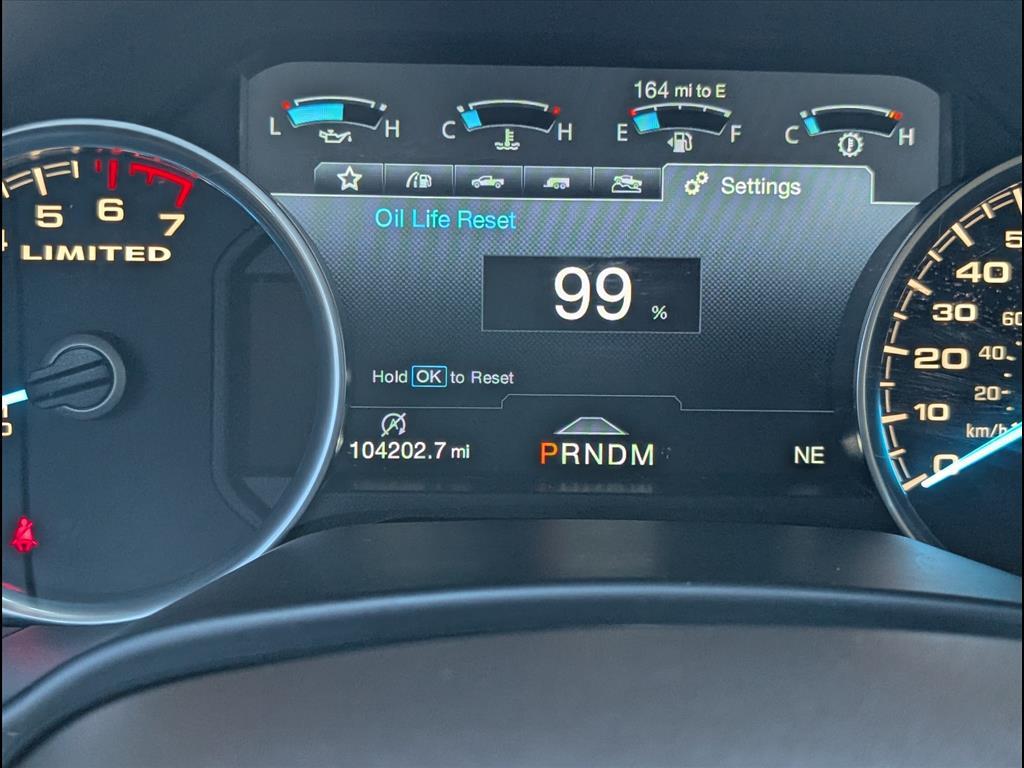 164 mi to E
L H
C H
E F
C H
Settings
Oil Life Reset
99 %
Hold OK to Reset
104202.7 mi
PRNDM
NE
5 6 7
LIMITED
0
40
30
20
10
0
40
20
km/h